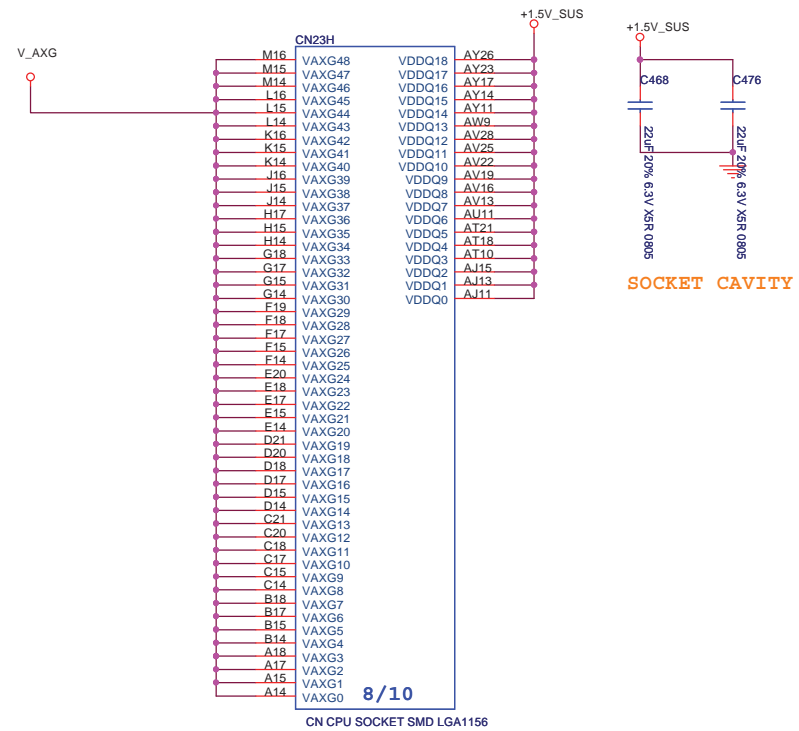 +1.5V_SUS
+1.5V_SUS
V_AXG
CN23H
M16 VAXG48 VDDQ18 AY26
M15 VAXG47 VDDQ17 AY23
M14 VAXG46 VDDQ16 AY17
L16 VAXG45 VDDQ15 AY14
L15 VAXG44 VDDQ14 AY11
L14 VAXG43 VDDQ13 AW9
K16 VAXG42 VDDQ12 AV28
K15 VAXG41 VDDQ11 AV25
K14 VAXG40 VDDQ10 AV22
J16 VAXG39 VDDQ9 AV19
J15 VAXG38 VDDQ8 AV16
J14 VAXG37 VDDQ7 AV13
H17 VAXG36 VDDQ6 AU11
H15 VAXG35 VDDQ5 AT21
H14 VAXG34 VDDQ4 AT18
G18 VAXG33 VDDQ3 AT10
G17 VAXG32 VDDQ2 AJ15
G15 VAXG31 VDDQ1 AJ13
G14 VAXG30 VDDQ0 AJ11
F19 VAXG29
F18 VAXG28
F17 VAXG27
F15 VAXG26
F14 VAXG25
E20 VAXG24
E18 VAXG23
E17 VAXG22
E15 VAXG21
E14 VAXG20
D21 VAXG19
D20 VAXG18
D18 VAXG17
D17 VAXG16
D15 VAXG15
D14 VAXG14
C21 VAXG13
C20 VAXG12
C18 VAXG11
C17 VAXG10
C15 VAXG9
C14 VAXG8
B18 VAXG7
B17 VAXG6
B15 VAXG5
B14 VAXG4
A18 VAXG3
A17 VAXG2
A15 VAXG1
A14 VAXG0
8/10
CN CPU SOCKET SMD LGA1156
C468
C476
22uF 20% 6.3V X5R 0805
22uF 20% 6.3V X5R 0805
SOCKET CAVITY